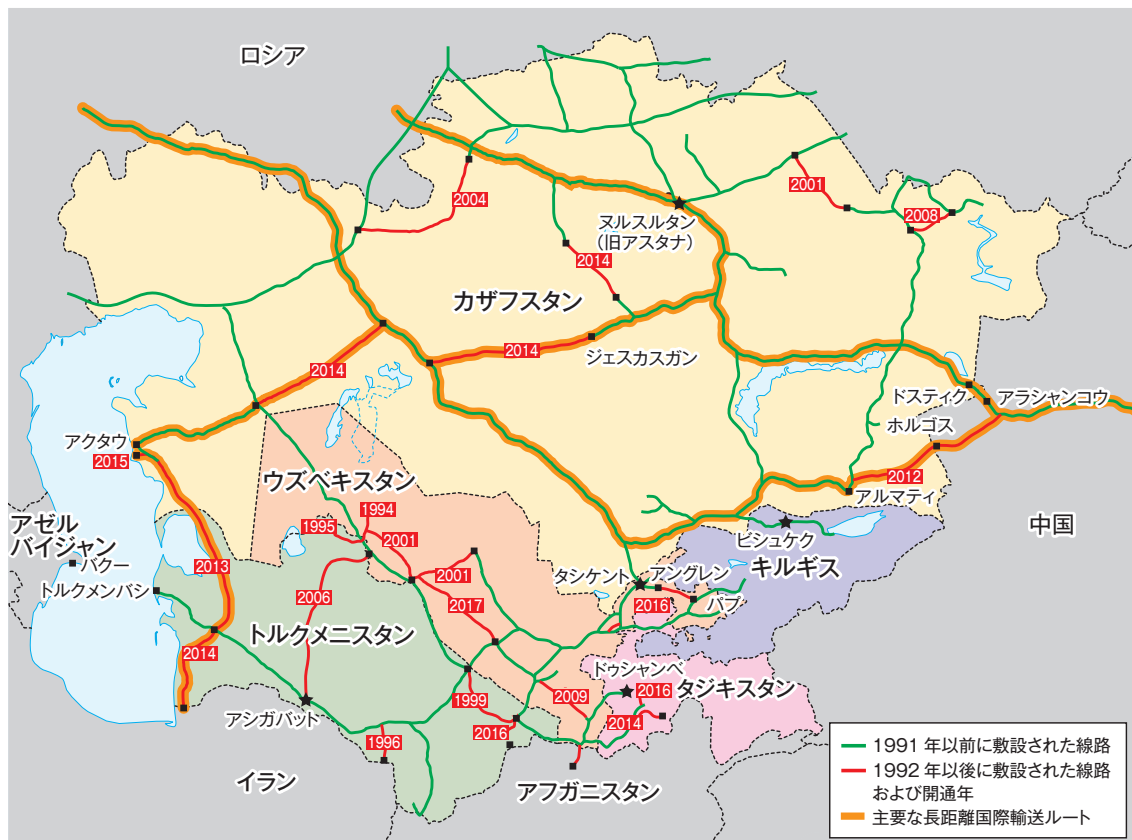 ロシア
2004
2001
2008
ヌルスルタン
(旧アスタナ)
2014
カザフスタン
2014
ジェスカスガン
2014
ドスティク
アラシャンコウ
ホルゴス
アクタウ
2015
2012
アルマティ
ウズベキスタン
1994
1995
2001
中国
アゼル
バイジャン
バクー
ビシュケク
キルギス
2013
2001
タシケント
アングレン
トルクメンバシ
2006
2017
2016
パプ
トルクメニスタン
2014
ドゥシャンベ
タジキスタン
2016
2009
1999
アシガバット
2014
2016
1996
イラン
アフガニスタン
1991年以前に敷設された線路
1992年以後に敷設された線路
および開通年
主要な長距離国際輸送ルート